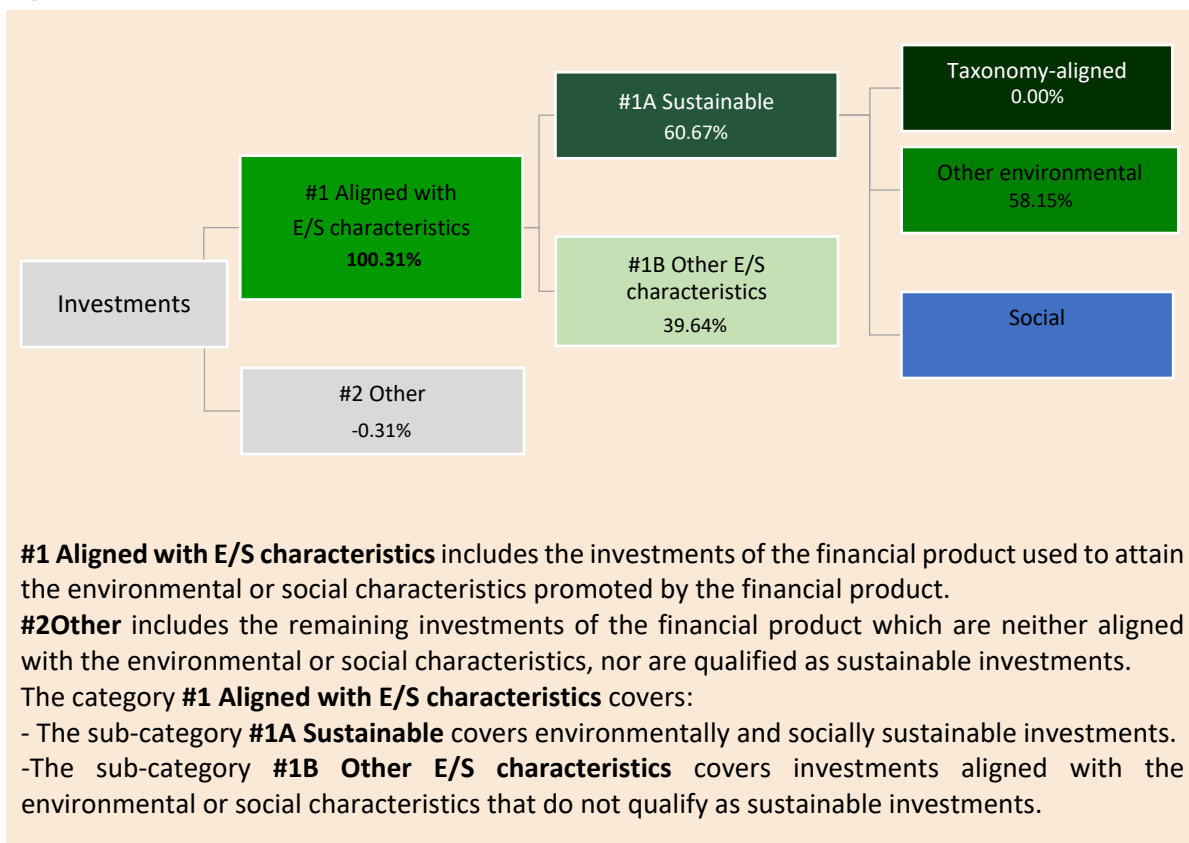 Investments
#1 Aligned with
E/S characteristics
100.31%
#2 Other
-0.31%
#1A Sustainable
60.67%
#1B Other E/S
characteristics
39.64%
Taxonomy-aligned
0.00%
Other environmental
58.15%
Social
#1 Aligned with E/S characteristics includes the investments of the financial product used to attain
the environmental or social characteristics promoted by the financial product.
#2Other includes the remaining investments of the financial product which are neither aligned
with the environmental or social characteristics, nor are qualified as sustainable investments.
The category #1 Aligned with E/S characteristics covers:
- The sub-category #1A Sustainable covers environmentally and socially sustainable investments.
-The sub-category #1B Other E/S characteristics covers investments aligned with the
environmental or social characteristics that do not qualify as sustainable investments.